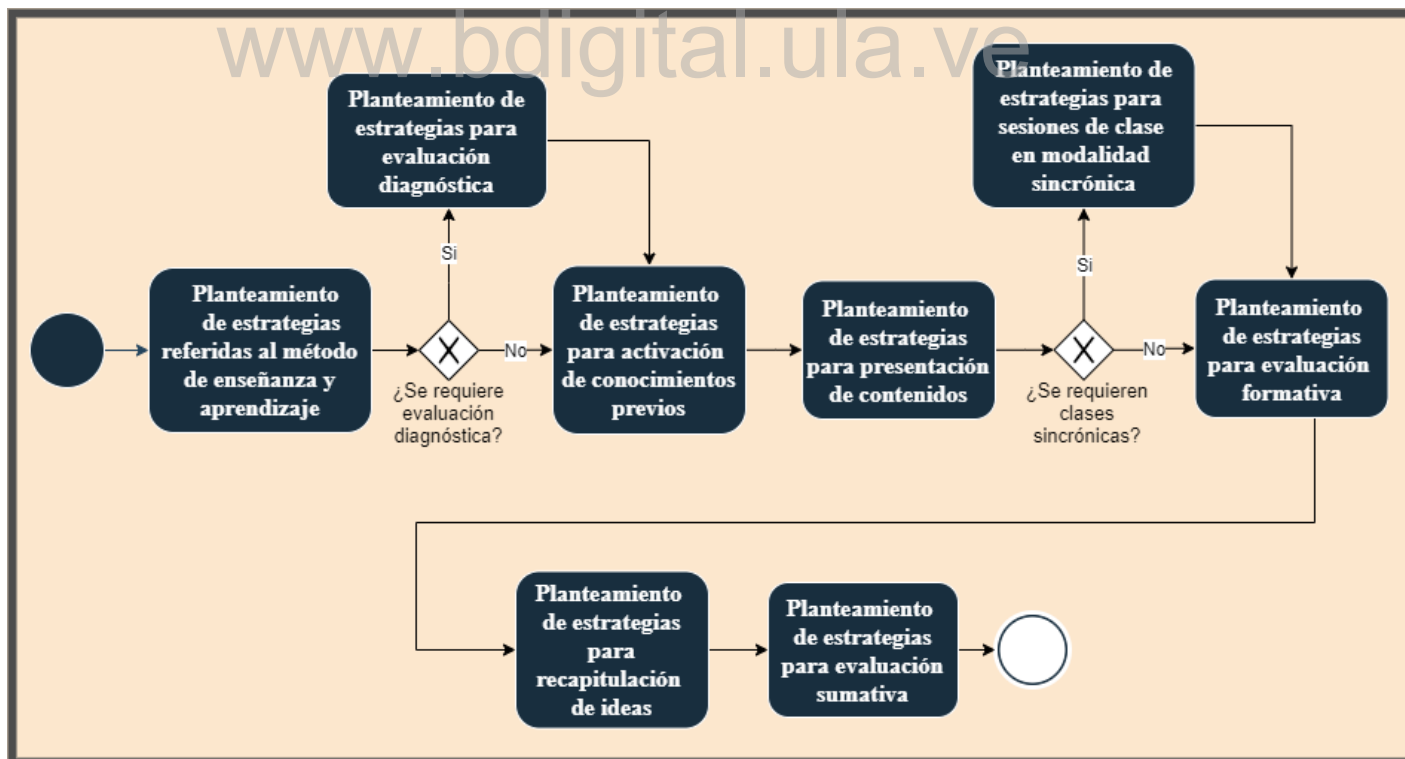 www.bdigital.ula.ve
Planteamiento de
estrategias para
evaluación
diagnóstica
Planteamiento de
estrategias para
sesiones de clase
en modalidad
sincrónica
Si
Si
Planteamiento
de estrategias
referidas al método
de enseñanza y
aprendizaje
No
¿Se requiere
evaluación
diagnóstica?
Planteamiento
de estrategias
para activación
de conocimientos
previos
Planteamiento
de estrategias
para presentación
de contenidos
No
¿Se requieren
clases
sincrónicas?
Planteamiento
de estrategias
para evaluación
formativa
Planteamiento
de estrategias
para
recapitulación
de ideas
Planteamiento
de estrategias
para evaluación
sumativa